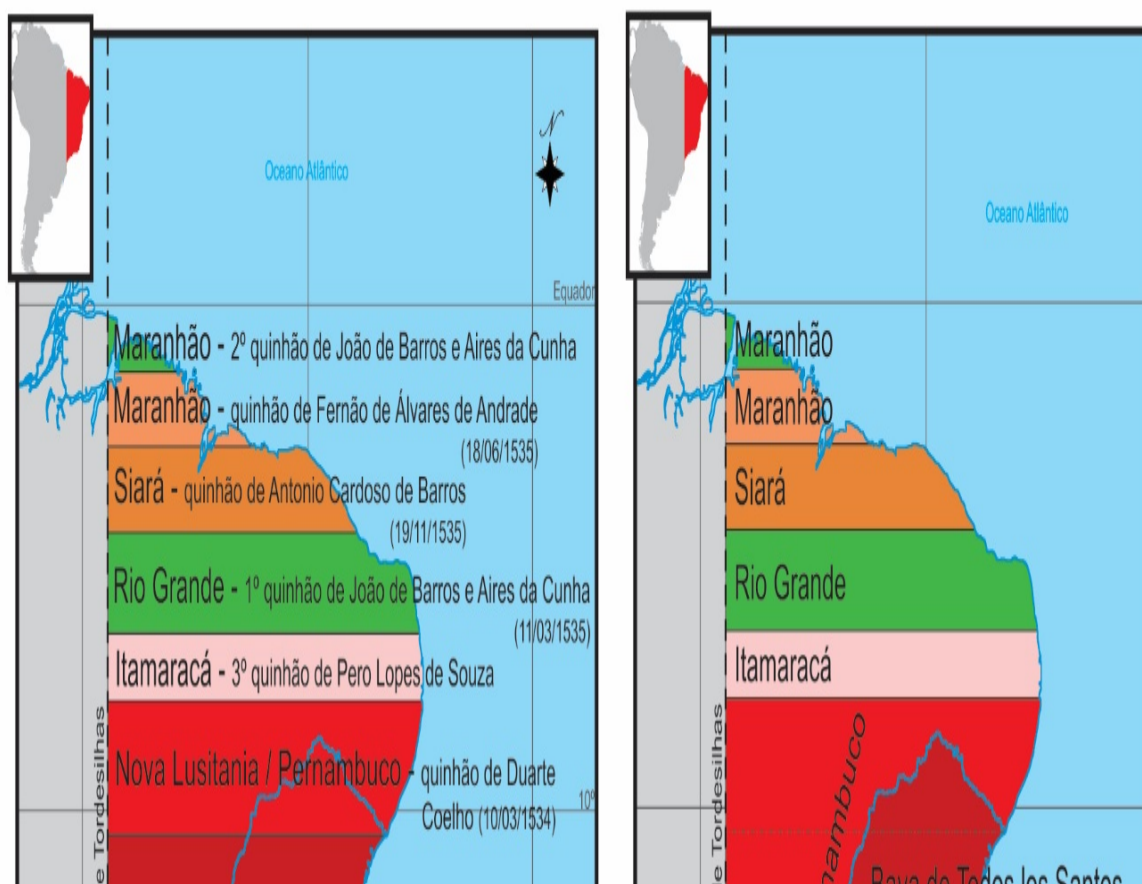 N
Oceano Atlântico
Equador
Maranhão - 2º quinhão de João de Barros e Aires da Cunha
Maranhão - quinhão de Fernão de Álvares de Andrade
(18/06/1535)
Siará - quinhão de Antonio Cardoso de Barros
(19/11/1535)
Rio Grande - 1º quinhão de João de Barros e Aires da Cunha
(11/03/1535)
Itamaracá - 3º quinhão de Pero Lopes de Souza
Nova Lusitania / Pernambuco - quinhão de Duarte
Coelho (10/03/1534)
10º
e Tordesilhas
Oceano Atlântico
Maranhão
Maranhão
Siará
Rio Grande
Itamaracá
nambuco
e Tordesilhas